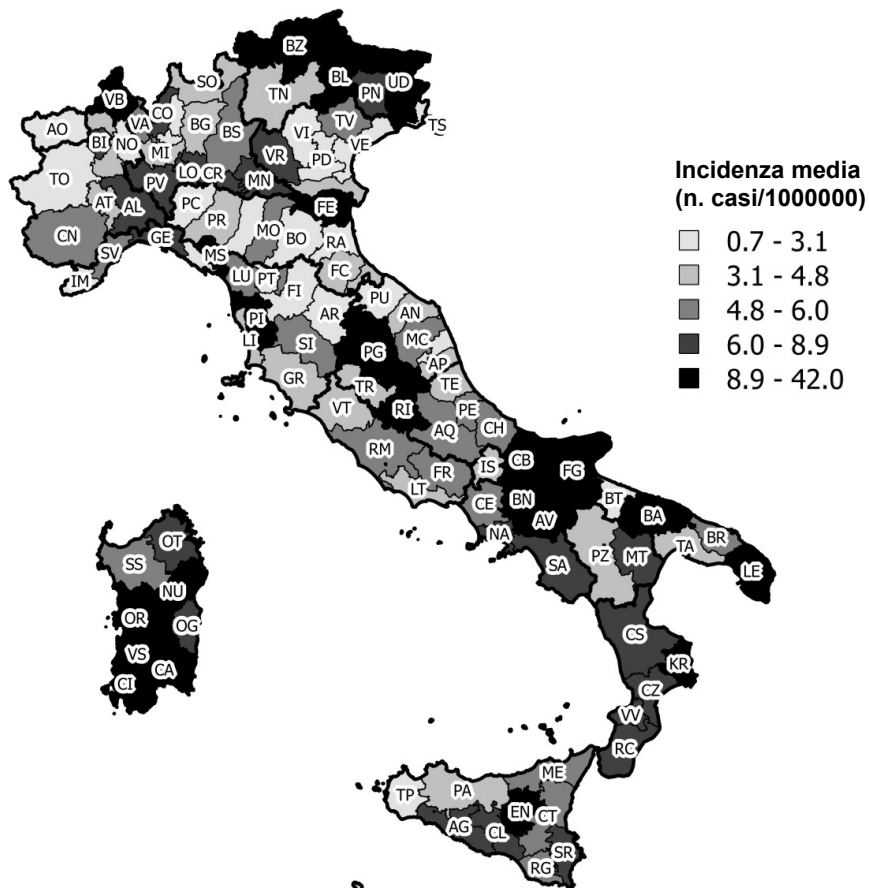 BZ
SO
BL
UD
VB
TN
PN
CO
AO
VA
BG
TV
TS
BI
NO
BS
VI
VE
MI
VR
PD
TO
LO
CR
PV
MN
AT
AL
PC
FE
PR
CN
MO
BO
GE
RA
SV
MS
FC
LU
PT
IM
FI
PU
AR
AN
PI
LI
SI
MC
PG
AP
GR
TR
TE
VT
RI
PE
AQ
CH
RM
CB
FG
FR
IS
LT
BN
BT
CE
AV
BA
NA
BR
OT
PZ
MT
TA
SS
SA
LE
NU
OR
OG
CS
VS
CA
KR
CI
CZ
VV
RC
ME
PA
TP
EN
CT
AG
CL
SR
RG
Incidenza media
(n. casi/1000000)
0.7 - 3.1
3.1 - 4.8
4.8 - 6.0
6.0 - 8.9
8.9 - 42.0